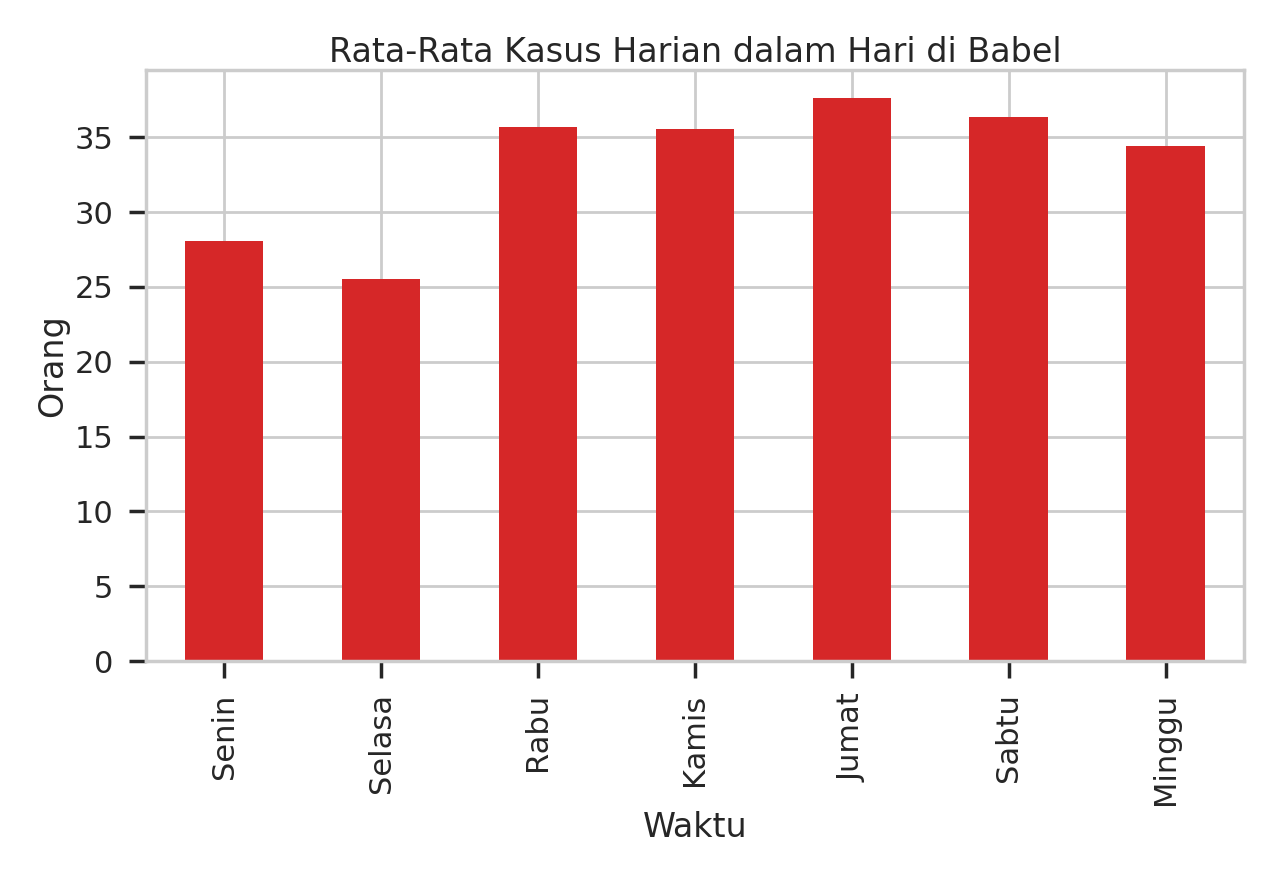 Rata-Rata Kasus Harian dalam Hari di Babel
35
30
25
20
15
10
5
0
Orang
Senin
Selasa
Rabu
Kamis
Jumat
Sabtu
Minggu
Waktu